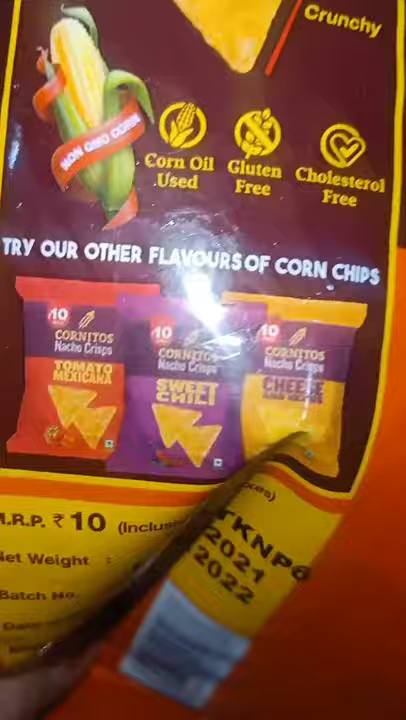 Crunchy
NON GMO CORN
Corn Oil Used
Gluten Free
Cholesterol Free
TRY OUR OTHER FLAVOURS OF CORN CHIPS
₹10
CORNITOS
Nacho Crisps
TOMATO
MEXICANA
10
CORNITOS
Nacho Crisps
SWEET
CHILI
10
CORNITOS
Nacho Crisps
CHEESE
M.R.P. ₹ 10 (Inclusi
xes)
Net Weight :
Batch No.
TKNP6
2021
2022